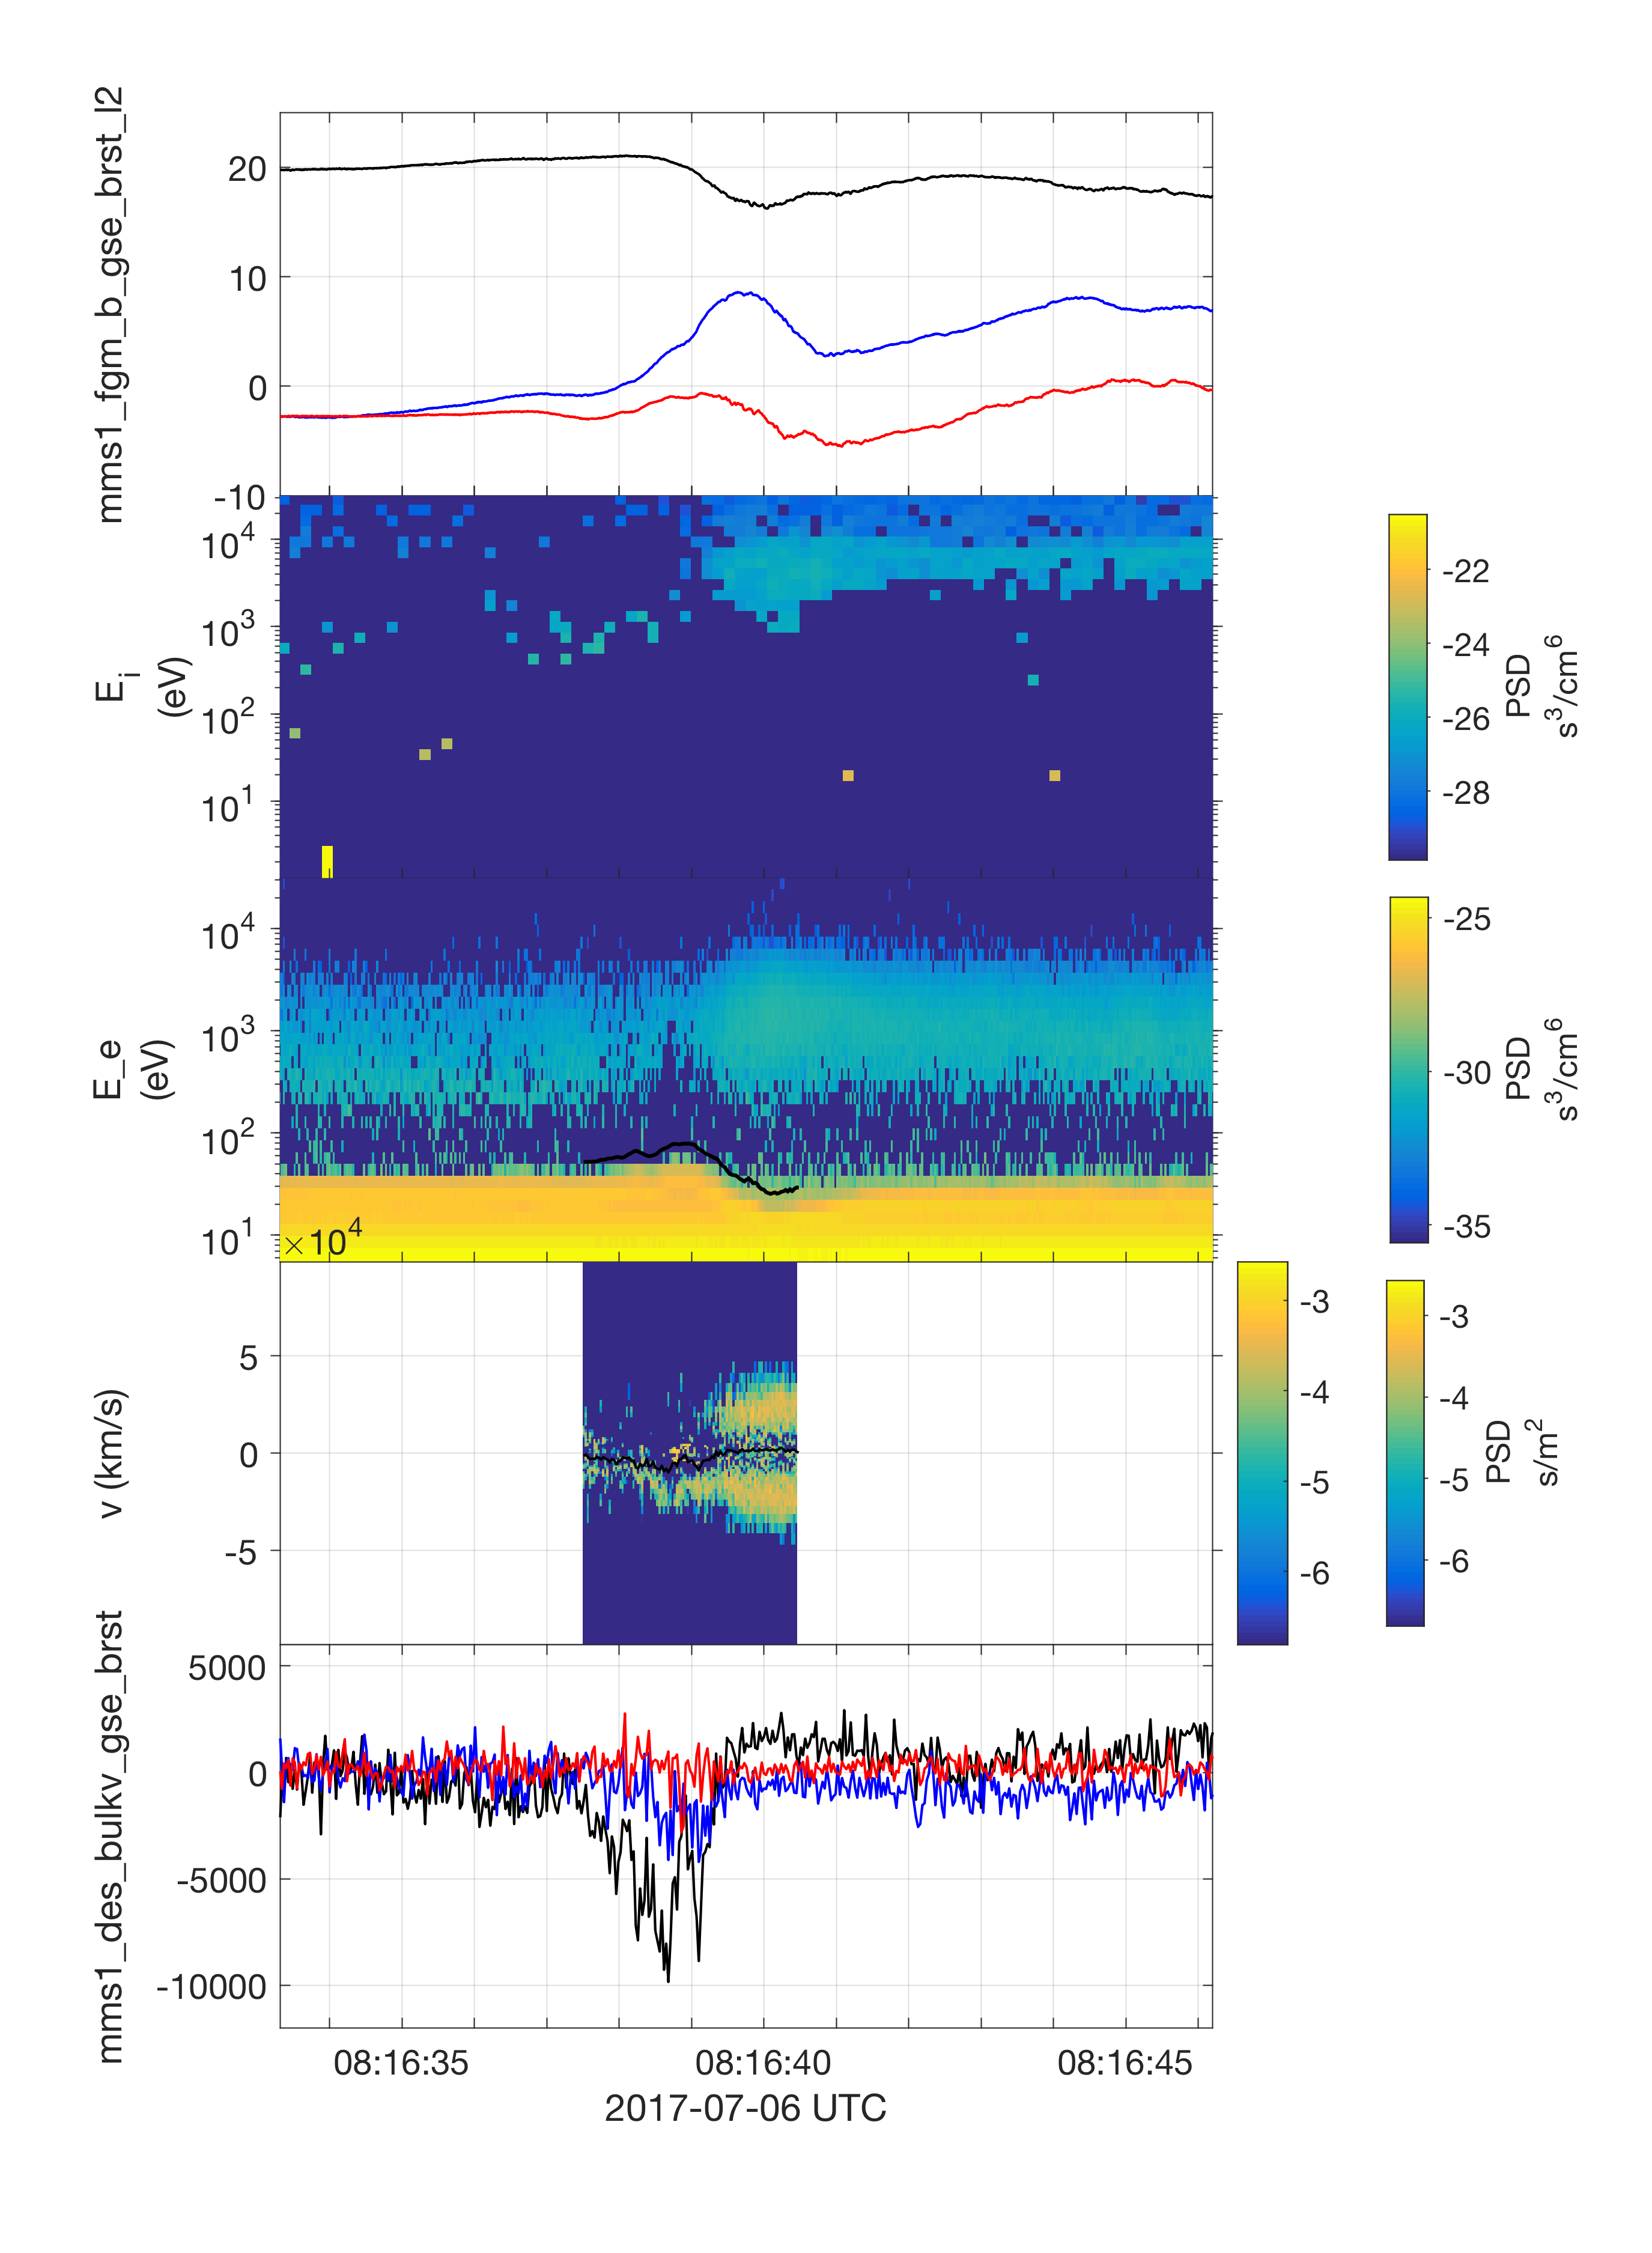 mms1_fgm_b_gse_brst_l2
20
10
0
-10
E_i
(eV)
10^4
10^3
10^2
10^1
-22
-24
-26
-28
PSD
s^3/cm^6
E_e
(eV)
10^4
10^3
10^2
10^1
-25
-30
-35
PSD
s^3/cm^6
×10^4
v (km/s)
5
0
-5
-3
-4
-5
-6
-3
-4
-5
-6
PSD
s/m^2
mms1_des_bulkv_gse_brst
5000
0
-5000
-10000
08:16:35 08:16:40 08:16:45
2017-07-06 UTC